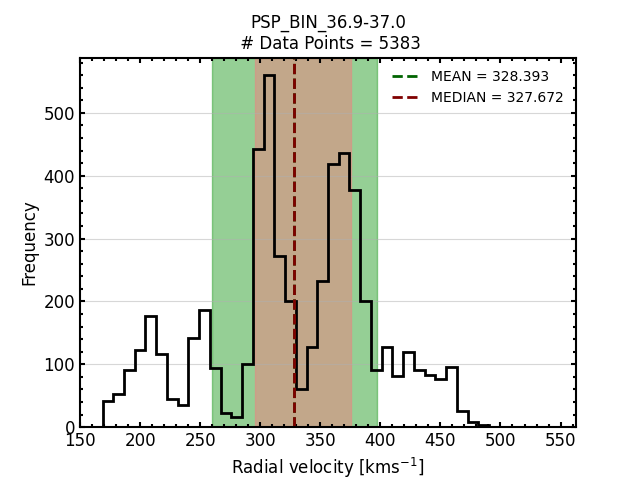 PSP_BIN_36.9-37.0
# Data Points = 5383
MEAN = 328.393
MEDIAN = 327.672
Frequency
500
400
300
200
100
0
150 200 250 300 350 400 450 500 550
Radial velocity [kms⁻¹]